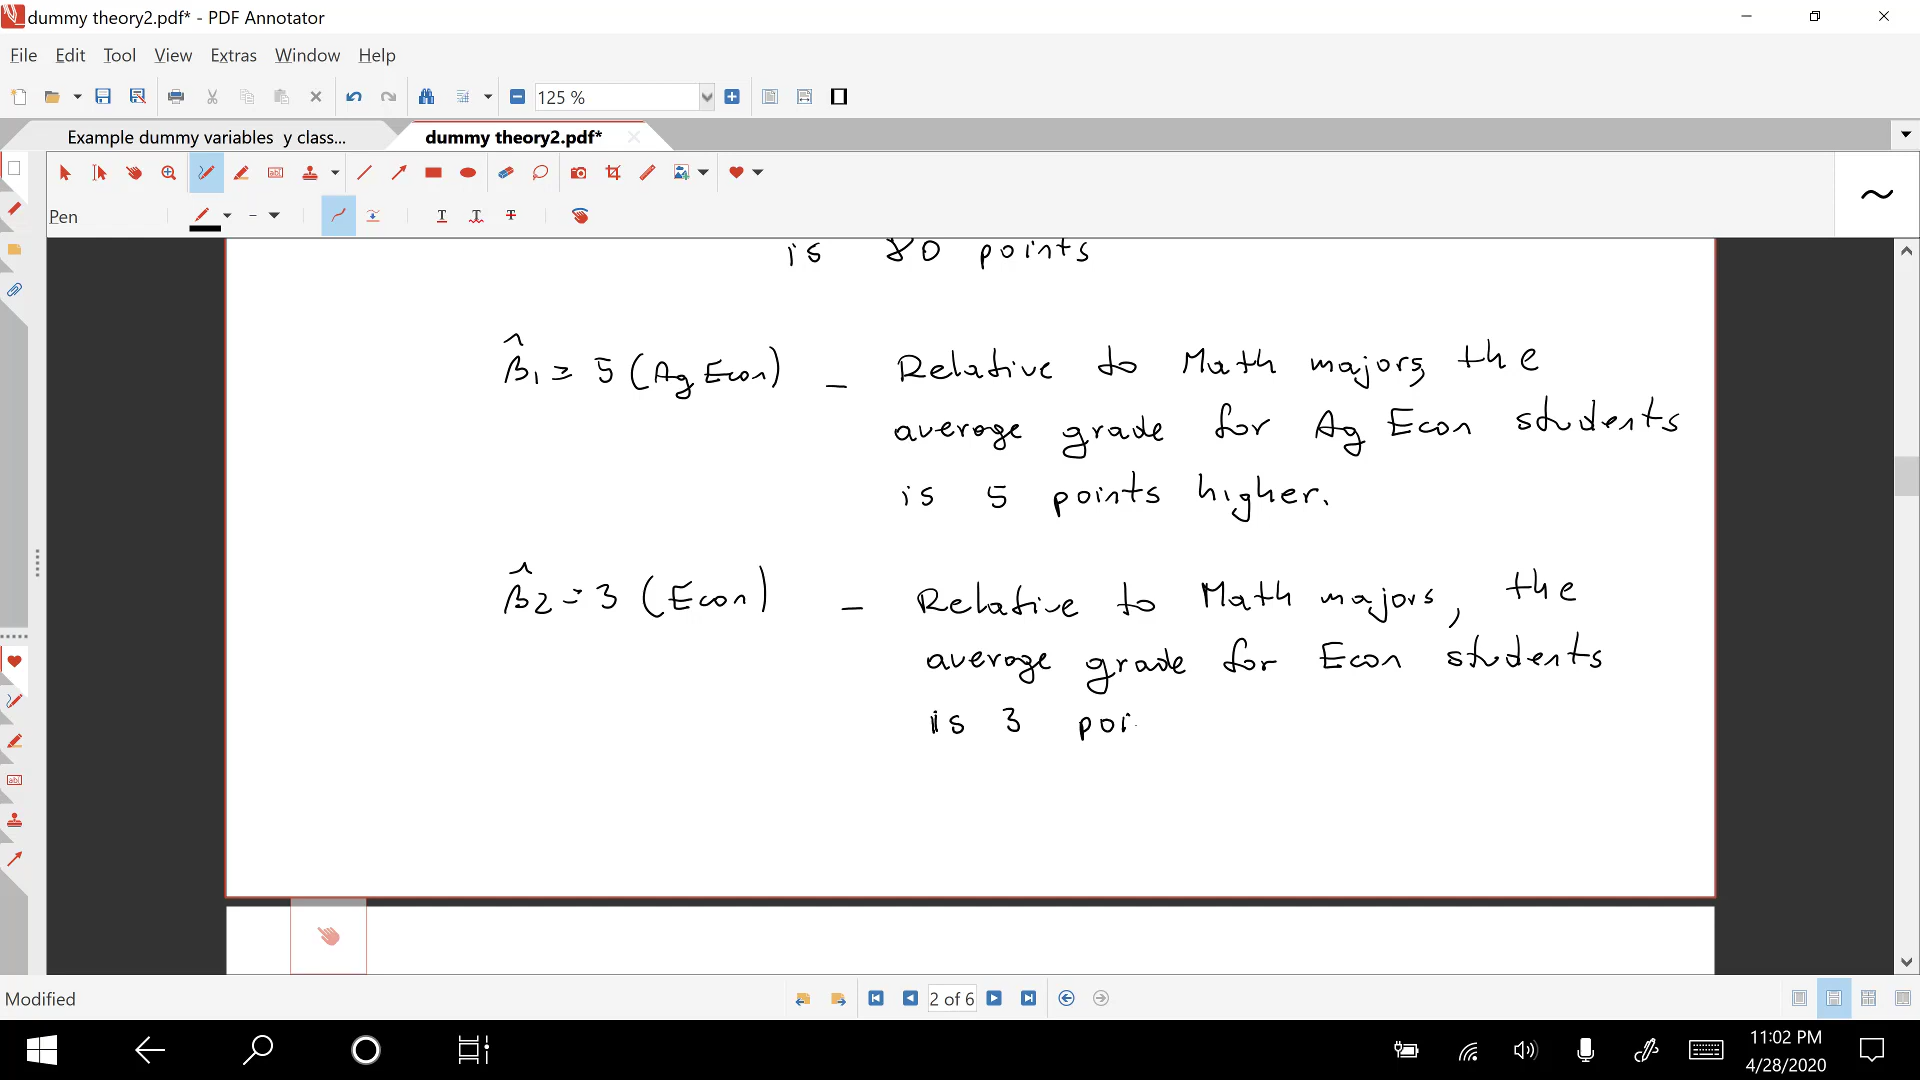 dummy theory2.pdf* - PDF Annotator
File Edit Tool View Extras Window Help
125 %
Example dummy variables y class...
dummy theory2.pdf*
Pen
is 80 points
β̂1 = 5 (Ag Econ) - Relative to Math majors, the
average grade for Ag Econ students
is 5 points higher.
β̂2 = 3 (Econ) - Relative to Math majors, the
average grade for Econ students
is 3 poi
Modified
2 of 6
11:02 PM
4/28/2020